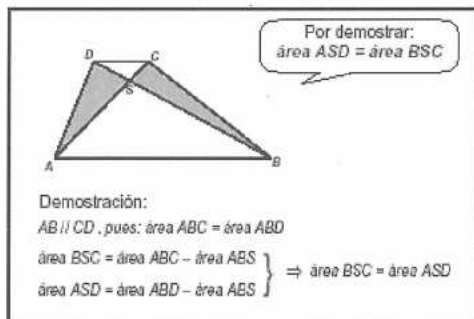 Por demostrar:
área ASD = área BSC
D C
S
A B
Demostración:
AB // CD , pues: área ABC = área ABD
área BSC = área ABC – área ABS
área ASD = área ABD – área ABS
} ⇒ área BSC = área ASD